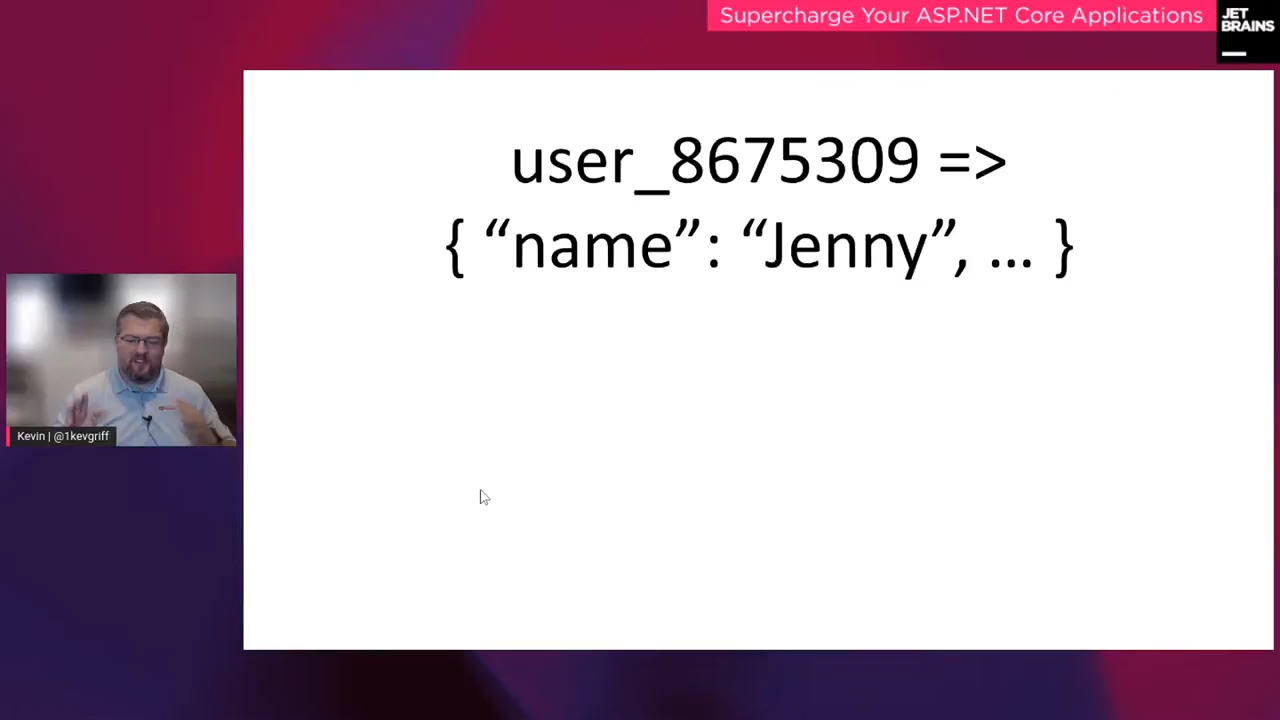 Supercharge Your ASP.NET Core Applications
JET
BRAINS
user_8675309 =>
{ “name”: “Jenny”, … }
Kevin | @1kevgriff